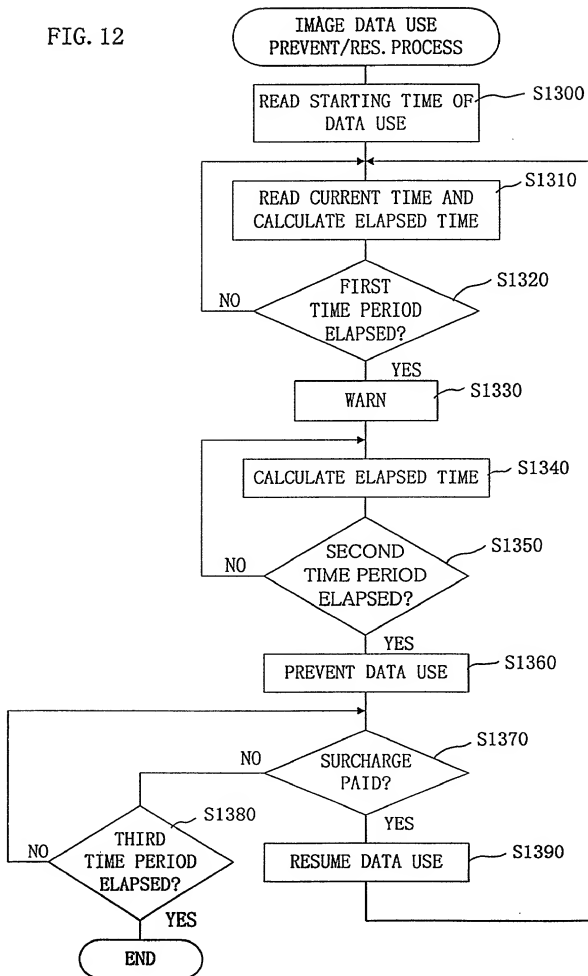 FIG. 12
IMAGE DATA USE
PREVENT/RES. PROCESS
READ STARTING TIME OF
DATA USE
S1300
READ CURRENT TIME AND
CALCULATE ELAPSED TIME
S1310
FIRST
TIME PERIOD
ELAPSED?
S1320
NO
YES
WARN
S1330
CALCULATE ELAPSED TIME
S1340
SECOND
TIME PERIOD
ELAPSED?
S1350
NO
YES
PREVENT DATA USE
S1360
SURCHARGE
PAID?
S1370
NO
YES
THIRD
TIME PERIOD
ELAPSED?
S1380
NO
YES
RESUME DATA USE
S1390
END